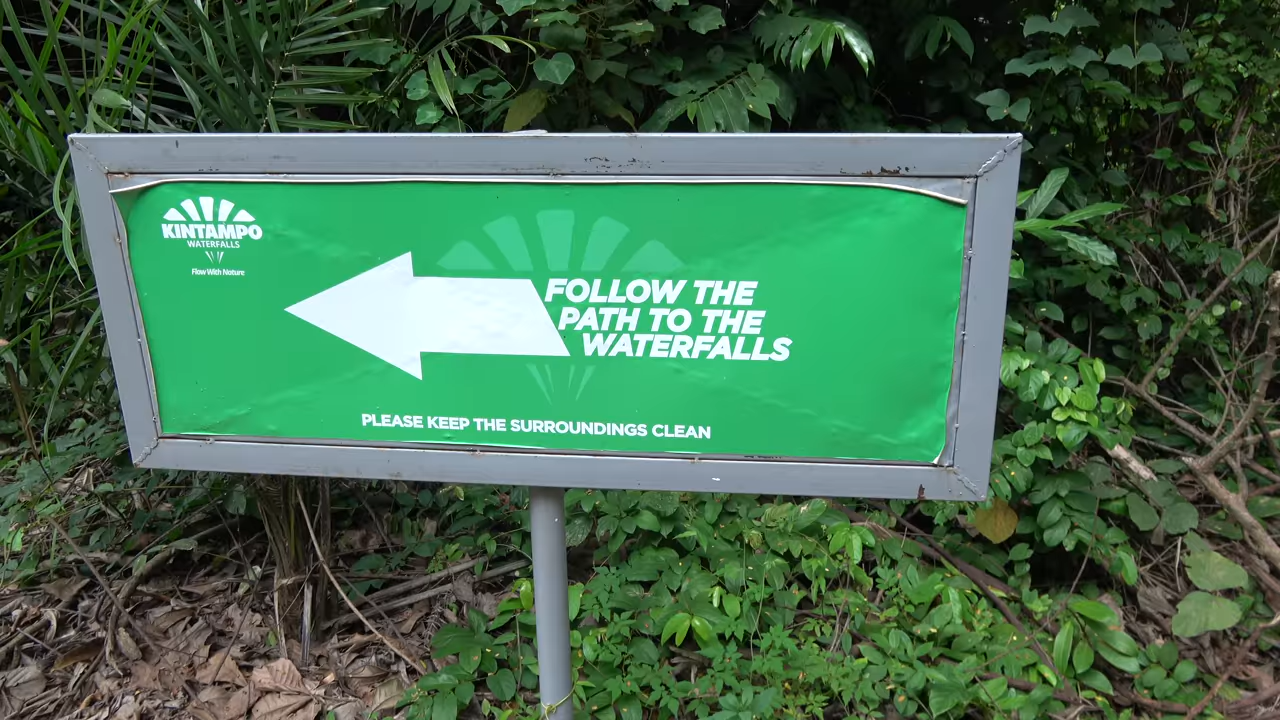 KINTAMPO
WATERFALLS
Flow With Nature
FOLLOW THE
PATH TO THE
WATERFALLS
PLEASE KEEP THE SURROUNDINGS CLEAN